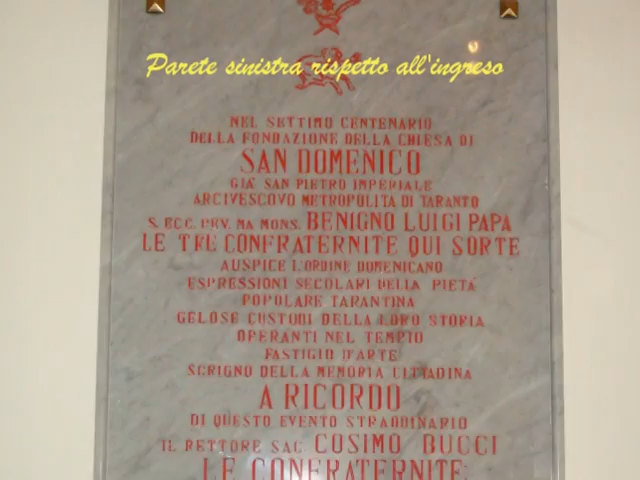 Parete sinistra rispetto all'ingreso
NEL SETTIMO CENTENARIO
DELLA FONDAZIONE DELLA CHIESA DI
SAN DOMENICO
GIA' SAN PIETRO IMPERIALE
ARCIVESCOVO METROPOLITA DI TARANTO
S. ECC. REV. MA MONS. BENIGNO LUIGI PAPA
LE TRE CONFRATERNITE QUI SORTE
AUSPICE L'ORDINE DOMENICANO
ESPRESSIONI SECOLARI DELLA PIETÀ
POPOLARE TARANTINA
GELOSE CUSTODI DELLA LORO STORIA
OPERANTI NEL TEMPIO
FASTIGIO D'ARTE
SCRIGNO DELLA MEMORIA CITTADINA
A RICORDO
DI QUESTO EVENTO STRAORDINARIO
IL RETTORE SAC. COSIMO BUCCI
LE CONFRATERNITE